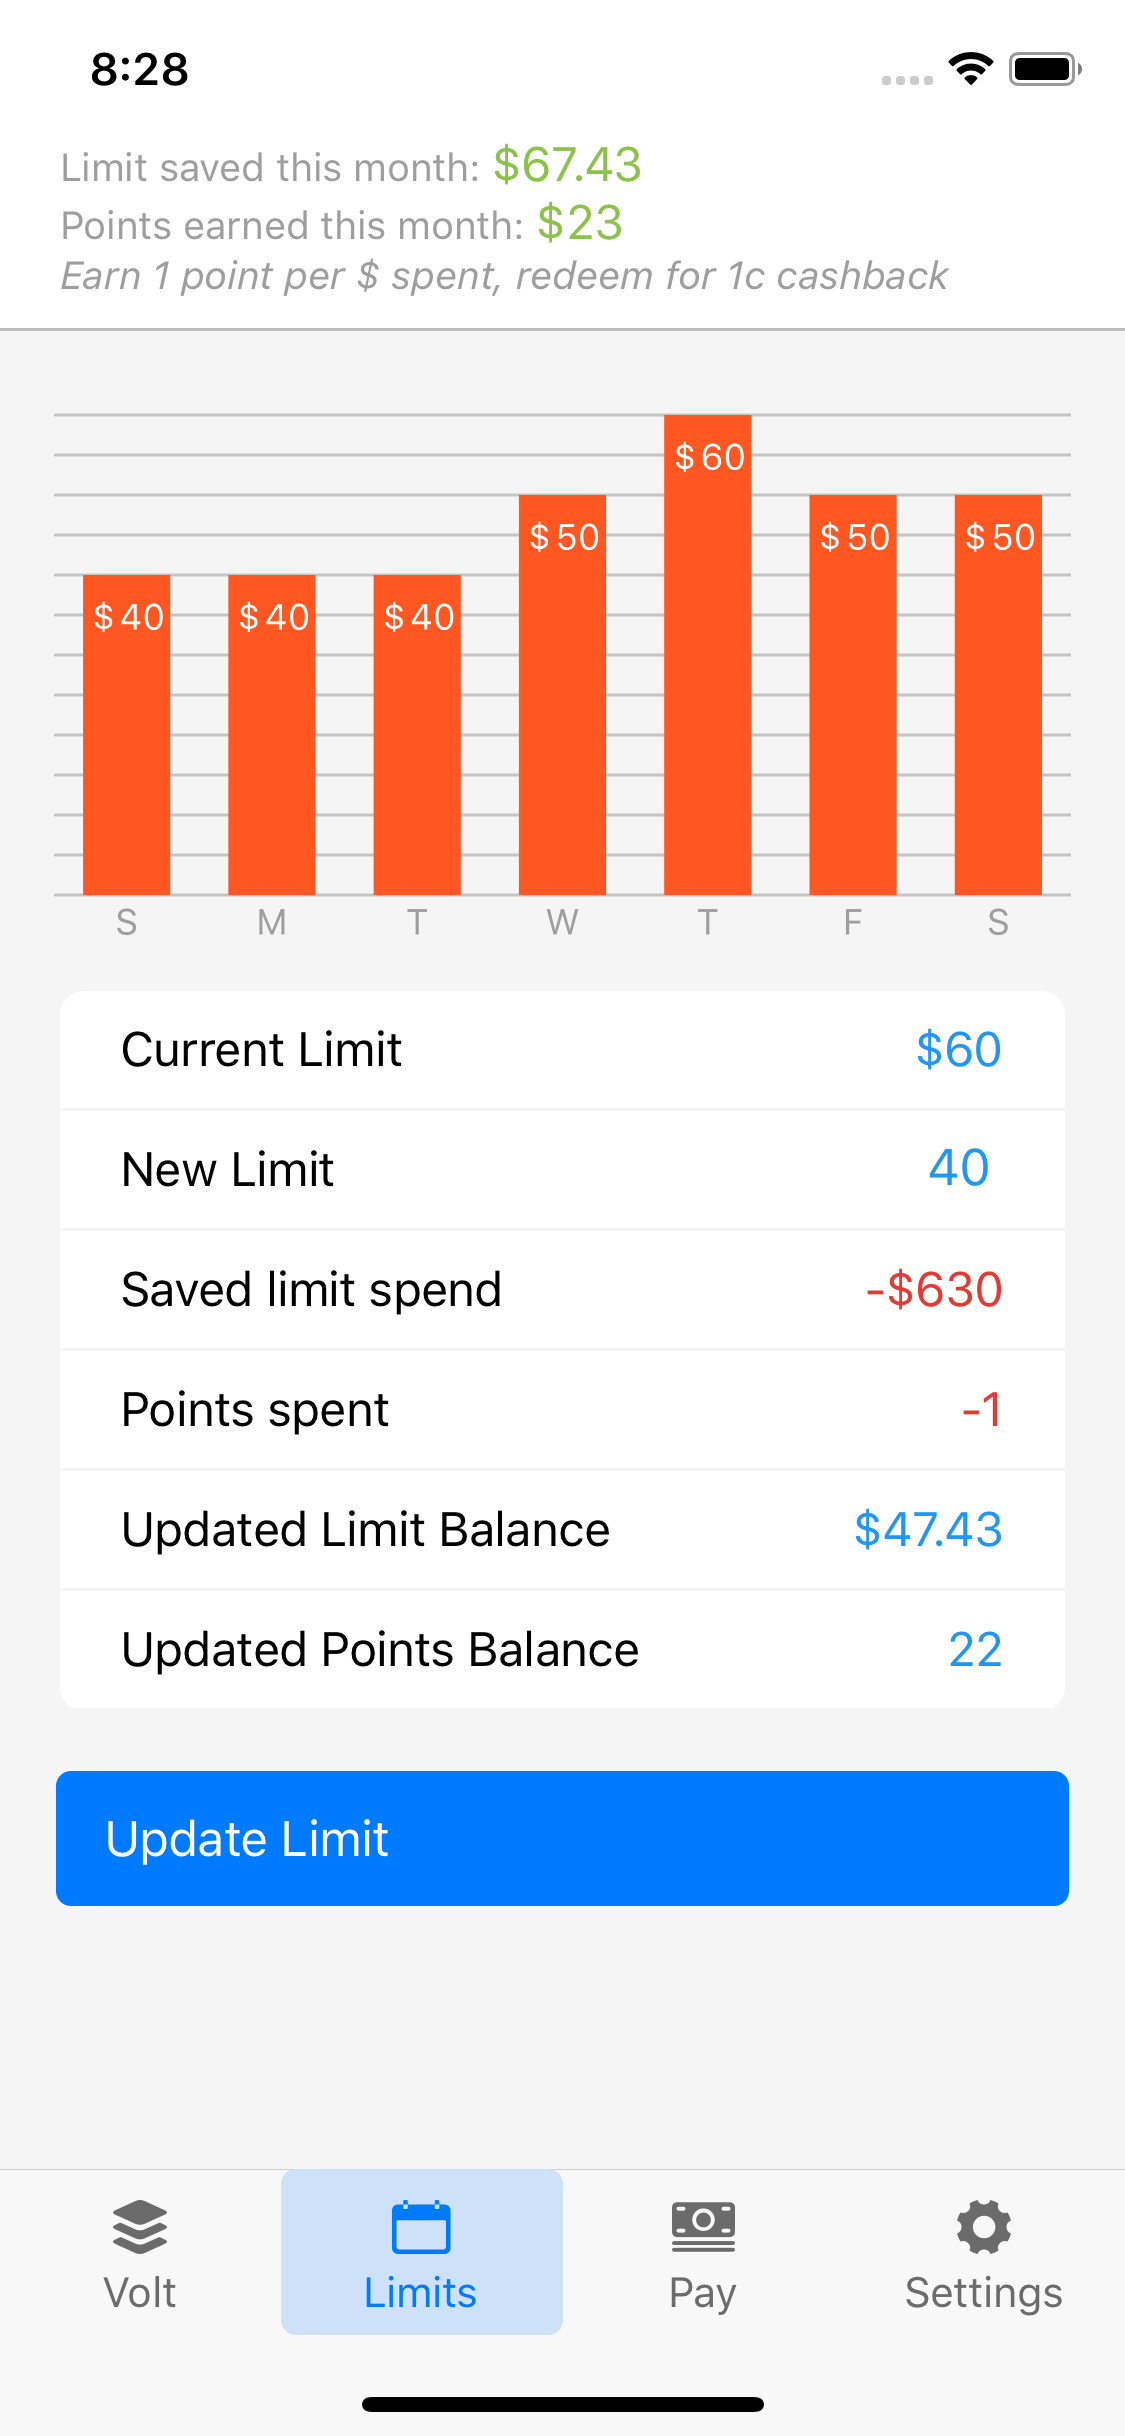 8:28
Limit saved this month: $67.43
Points earned this month: $23
Earn 1 point per $ spent, redeem for 1c cashback
$60
$50 $50 $50
$40 $40 $40
S M T W T F S
Current Limit $60
New Limit 40
Saved limit spend -$630
Points spent -1
Updated Limit Balance $47.43
Updated Points Balance 22
Update Limit
Volt Limits Pay Settings